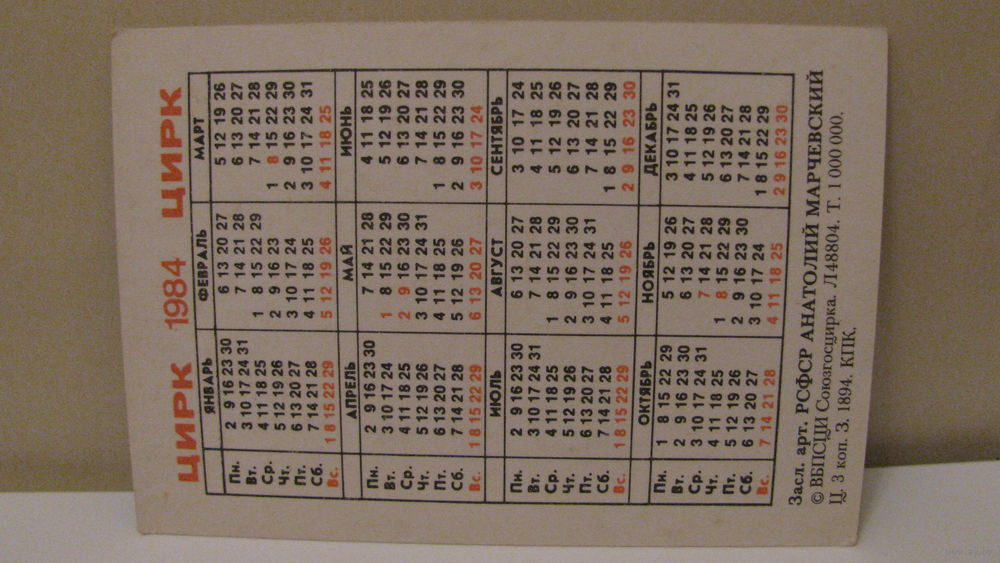 ЦИРК 1984 ЦИРК
ЯНВАРЬ ФЕВРАЛЬ МАРТ
Пн. 2 9 16 23 30 6 13 20 27 5 12 19 26
Вт. 3 10 17 24 31 7 14 21 28 6 13 20 27
Ср. 4 11 18 25 1 8 15 22 29 7 14 21 28
Чт. 5 12 19 26 2 9 16 23 1 8 15 22 29
Пт. 6 13 20 27 3 10 17 24 2 9 16 23 30
Сб. 7 14 21 28 4 11 18 25 3 10 17 24 31
Вс. 1 8 15 22 29 5 12 19 26 4 11 18 25
АПРЕЛЬ МАЙ ИЮНЬ
Пн. 2 9 16 23 30 7 14 21 28 4 11 18 25
Вт. 3 10 17 24 1 8 15 22 29 5 12 19 26
Ср. 4 11 18 25 2 9 16 23 30 6 13 20 27
Чт. 5 12 19 26 3 10 17 24 31 7 14 21 28
Пт. 6 13 20 27 4 11 18 25 1 8 15 22 29
Сб. 7 14 21 28 5 12 19 26 2 9 16 23 30
Вс. 1 8 15 22 29 6 13 20 27 3 10 17 24
ИЮЛЬ АВГУСТ СЕНТЯБРЬ
Пн. 2 9 16 23 30 6 13 20 27 3 10 17 24
Вт. 3 10 17 24 31 7 14 21 28 4 11 18 25
Ср. 4 11 18 25 1 8 15 22 29 5 12 19 26
Чт. 5 12 19 26 2 9 16 23 30 6 13 20 27
Пт. 6 13 20 27 3 10 17 24 31 7 14 21 28
Сб. 7 14 21 28 4 11 18 25 1 8 15 22 29
Вс. 1 8 15 22 29 5 12 19 26 2 9 16 23 30
ОКТЯБРЬ НОЯБРЬ ДЕКАБРЬ
Пн. 1 8 15 22 29 5 12 19 26 3 10 17 24 31
Вт. 2 9 16 23 30 6 13 20 27 4 11 18 25
Ср. 3 10 17 24 31 7 14 21 28 5 12 19 26
Чт. 4 11 18 25 1 8 15 22 29 6 13 20 27
Пт. 5 12 19 26 2 9 16 23 30 7 14 21 28
Сб. 6 13 20 27 3 10 17 24 1 8 15 22 29
Вс. 7 14 21 28 4 11 18 25 2 9 16 23 30
Засл. арт. РСФСР АНАТОЛИЙ МАРЧЕВСКИЙ
© ВБПСЦИ Союзгосцирка. Л48804. Т. 1 000 000.
Ц. 3 коп. З. 1894. КПК.